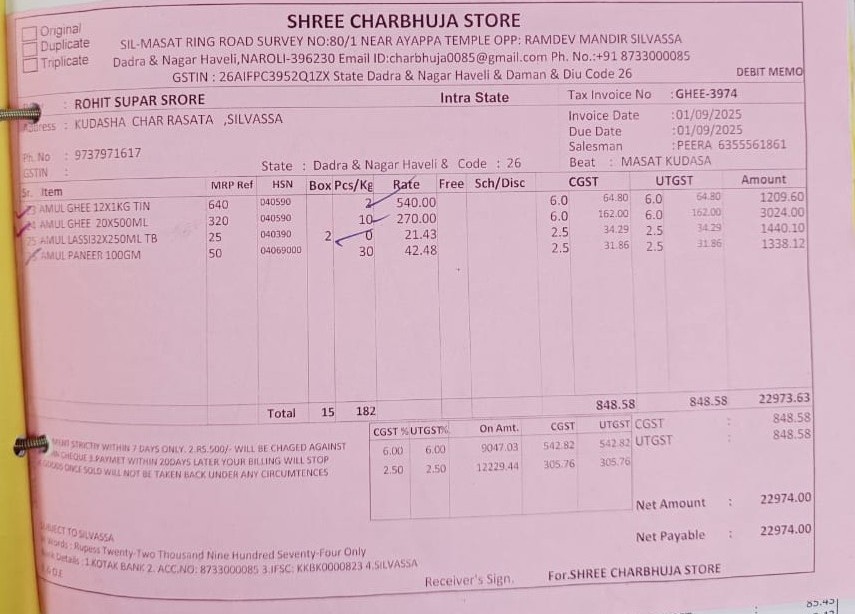 Original
Duplicate
Triplicate
SHREE CHARBHUJA STORE
SIL-MASAT RING ROAD SURVEY NO:80/1 NEAR AYAPPA TEMPLE OPP: RAMDEV MANDIR SILVASSA
Dadra & Nagar Haveli,NAROLI-396230 Email ID:charbhuja0085@gmail.com Ph. No.:+91 8733000085
GSTIN : 26AIFPC3952Q1ZX State Dadra & Nagar Haveli & Daman & Diu Code 26
DEBIT MEMO
: ROHIT SUPAR SRORE Intra State Tax Invoice No :GHEE-3974
Address : KUDASHA CHAR RASATA ,SILVASSA Invoice Date :01/09/2025
Due Date :01/09/2025
Ph. No : 9737971617 Salesman :PEERA 6355561861
GSTIN : State : Dadra & Nagar Haveli & Code : 26 Beat : MASAT KUDASA
Sr. Item MRP Ref HSN Box Pcs/Kg Rate Free Sch/Disc CGST UTGST Amount
AMUL GHEE 12X1KG TIN 640 040590 2 540.00 6.0 64.80 6.0 64.80 1209.60
AMUL GHEE 20X500ML 320 040590 10 270.00 6.0 162.00 6.0 162.00 3024.00
25 AMUL LASSI32X250ML TB 25 040390 2 0 21.43 2.5 34.29 2.5 34.29 1440.10
AMUL PANEER 100GM 50 04069000 30 42.48 2.5 31.86 2.5 31.86 1338.12
Total 15 182 848.58 848.58 22973.63
CGST % UTGST% On Amt. CGST UTGST CGST : 848.58
6.00 6.00 9047.03 542.82 542.82 UTGST : 848.58
2.50 2.50 12229.44 305.76 305.76
STRICTLY WITHIN 7 DAYS ONLY. 2.RS.500/- WILL BE CHAGED AGAINST
CHEQUE 3.PAYMET WITHIN 20DAYS LATER YOUR BILLING WILL STOP
GOODS ONCE SOLD WILL NOT BE TAKEN BACK UNDER ANY CIRCUMTENCES
Net Amount : 22974.00
Net Payable : 22974.00
SUBJECT TO SILVASSA
Words : Rupess Twenty-Two Thousand Nine Hundred Seventy-Four Only
Details : 1.KOTAK BANK 2. ACC.NO: 8733000085 3.IFSC: KKBK0000823 4.SILVASSA
E.&.O.E
Receiver's Sign. For.SHREE CHARBHUJA STORE